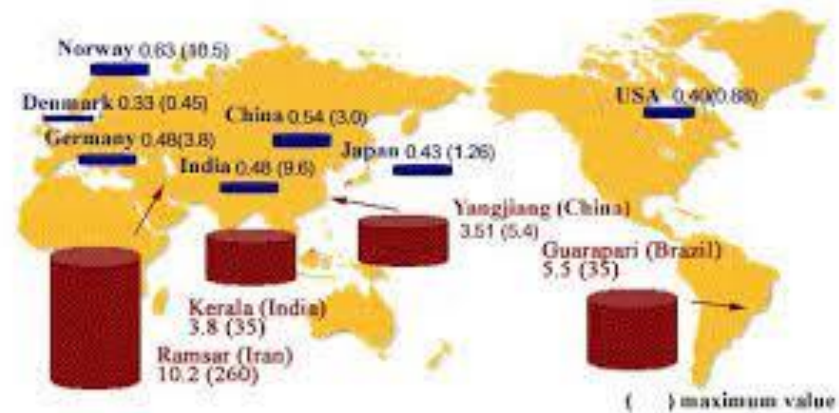 Norway 0.63 (10.5)
Denmark 0.33 (0.45)
China 0.54 (3.0)
USA 0.40(0.88)
Germany 0.48(3.8)
India 0.48 (9.6)
Japan 0.43 (1.26)
Yangjiang (China)
3.51 (5.4)
Guarapari (Brazil)
5.5 (35)
Kerala (India)
3.8 (35)
Ramsar (Iran)
10.2 (260)
( ) maximum value